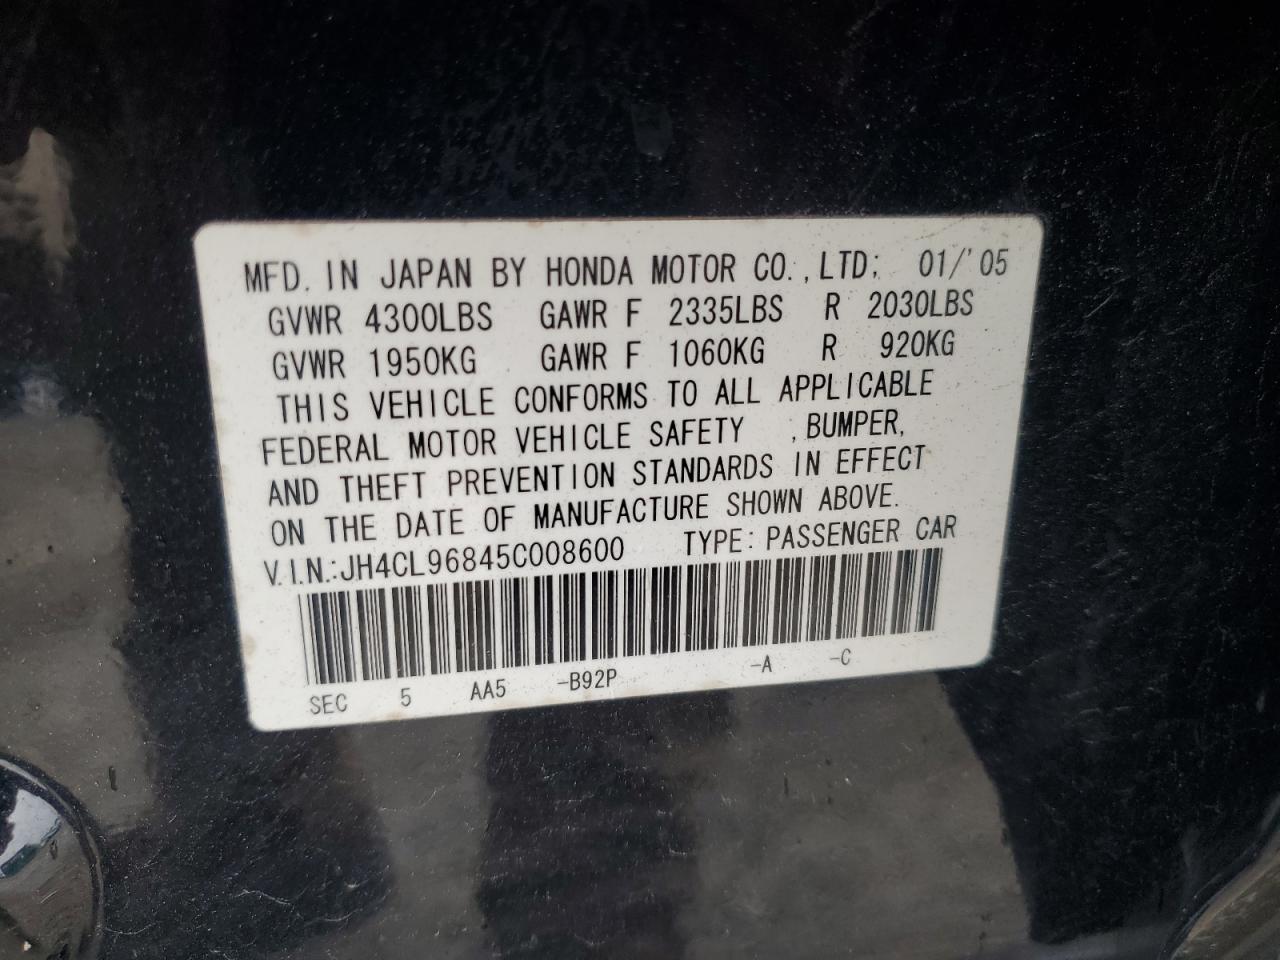 MFD. IN JAPAN BY HONDA MOTOR CO., LTD. 01/'05
GVWR 4300LBS GAWR F 2335LBS R 2030LBS
GVWR 1950KG GAWR F 1060KG R 920KG
THIS VEHICLE CONFORMS TO ALL APPLICABLE
FEDERAL MOTOR VEHICLE SAFETY , BUMPER,
AND THEFT PREVENTION STANDARDS IN EFFECT
ON THE DATE OF MANUFACTURE SHOWN ABOVE.
V.I.N.:JH4CL96845C008600 TYPE: PASSENGER CAR
SEC 5 AA5 -B92P -A -C